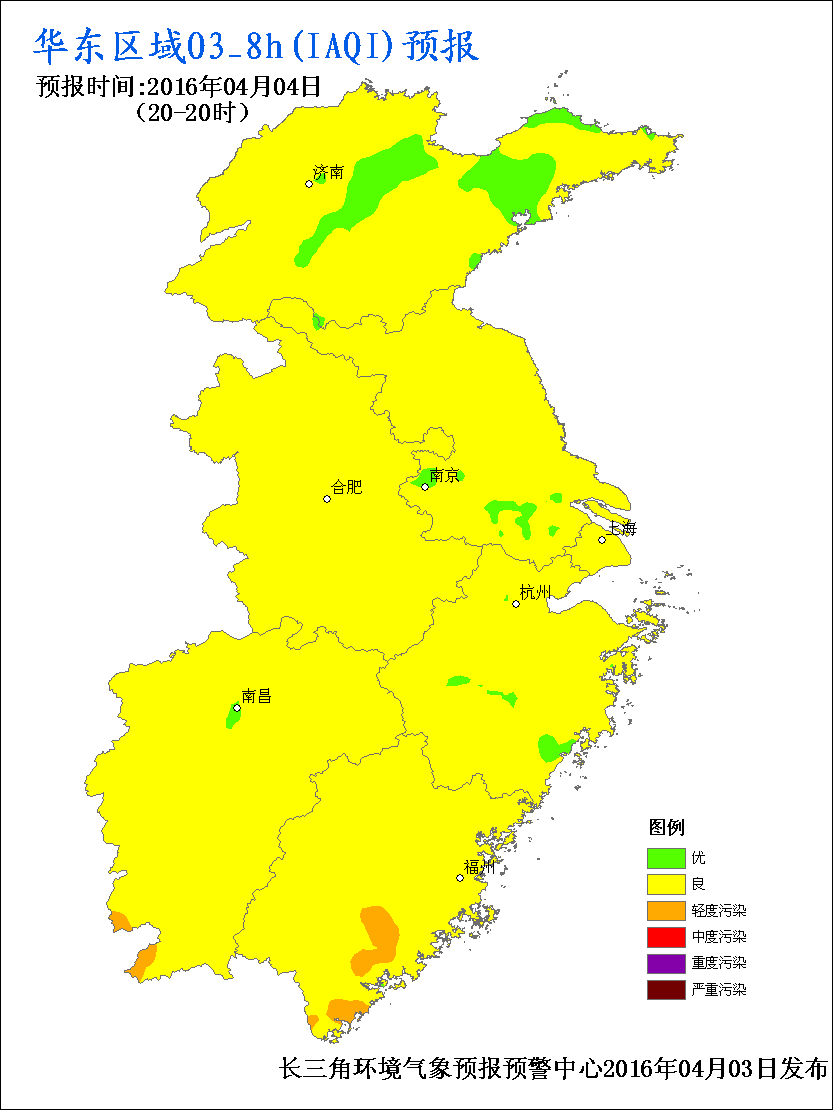 华东区域O3_8h(IAQI)预报
预报时间:2016年04月04日
（20-20时）
济南
南京
合肥
上海
杭州
南昌
福州
图例
优
良
轻度污染
中度污染
重度污染
严重污染
长三角环境气象预报预警中心2016年04月03日发布